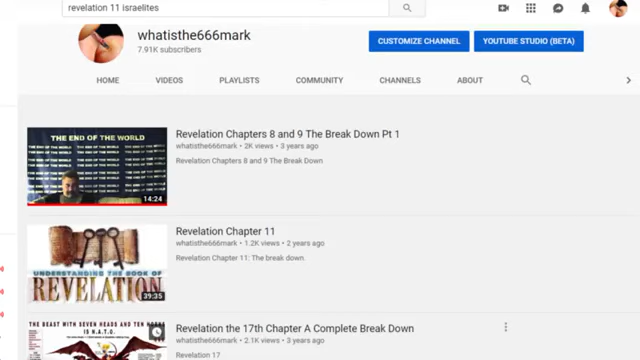 revelation 11 israelites
whatisthe666mark
7.91K subscribers
CUSTOMIZE CHANNEL
YOUTUBE STUDIO (BETA)
HOME VIDEOS PLAYLISTS COMMUNITY CHANNELS ABOUT
THE END OF THE WORLD
14:24
Revelation Chapters 8 and 9 The Break Down Pt 1
whatisthe666mark • 2K views • 3 years ago
Revelation Chapters 8 and 9 The Break Down
UNDERSTANDING THE BOOK OF
REVELATION
39:35
Revelation Chapter 11
whatisthe666mark • 1.2K views • 2 years ago
Revelation Chapter 11: The break down.
THE BEAST WITH SEVEN HEADS AND TEN
IS N.A.T.O.
Revelation the 17th Chapter A Complete Break Down
whatisthe666mark • 2.1K views • 3 years ago
Revelation 17